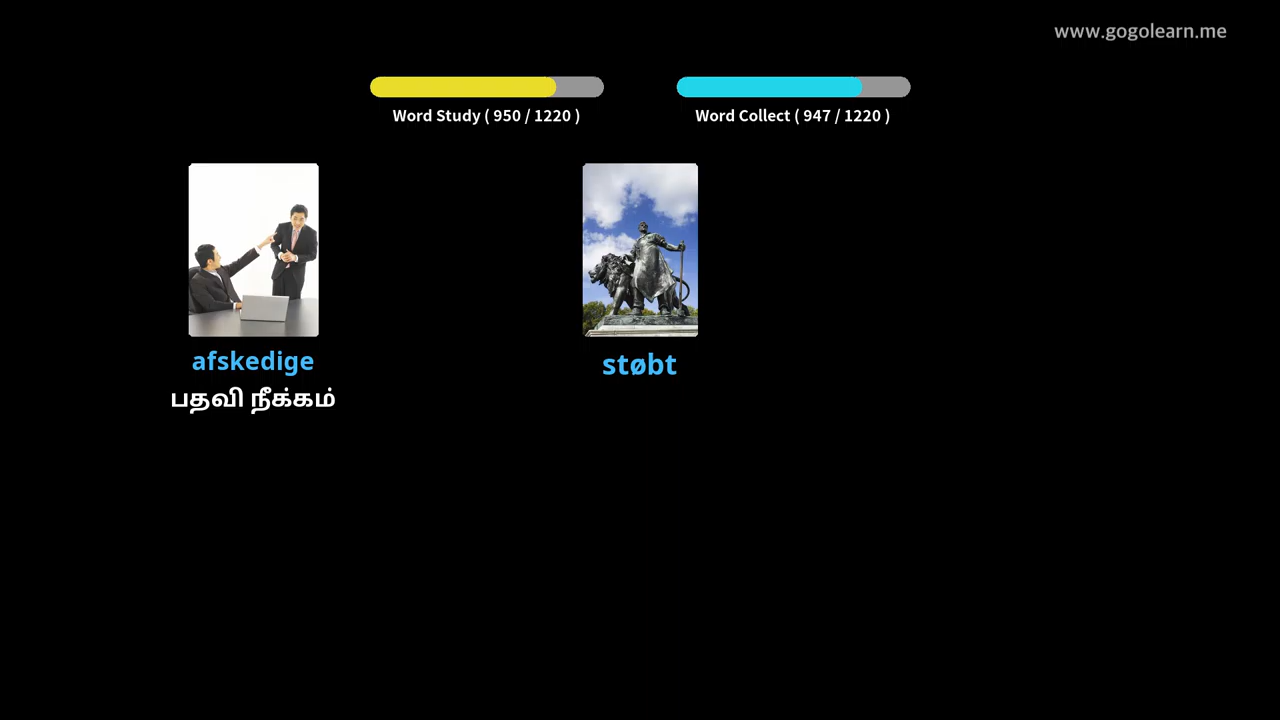 www.gogolearn.me
Word Study ( 950 / 1220 )
Word Collect ( 947 / 1220 )
afskedige
støbt
பதவி நீக்கம்